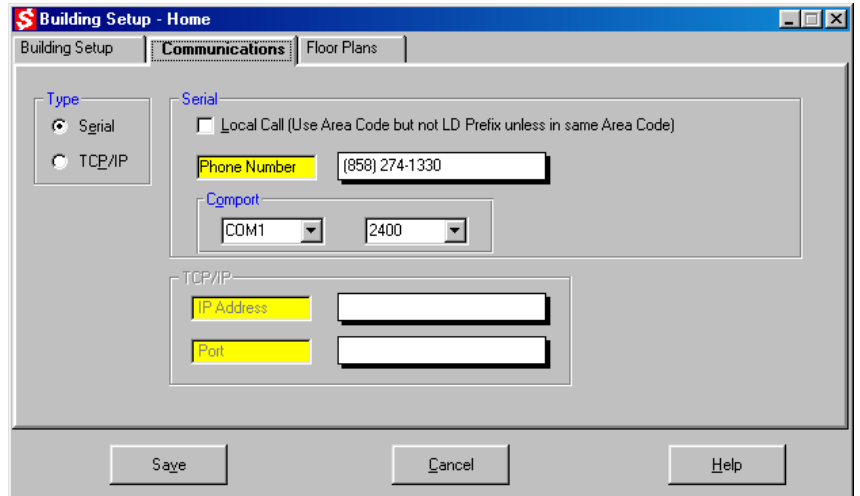 Building Setup - Home
Building Setup Communications Floor Plans
Type
Serial
TCP/IP
Serial
Local Call (Use Area Code but not LD Prefix unless in same Area Code)
Phone Number (858) 274-1330
Comport
COM1 2400
TCP/IP
IP Address
Port
Save Cancel Help